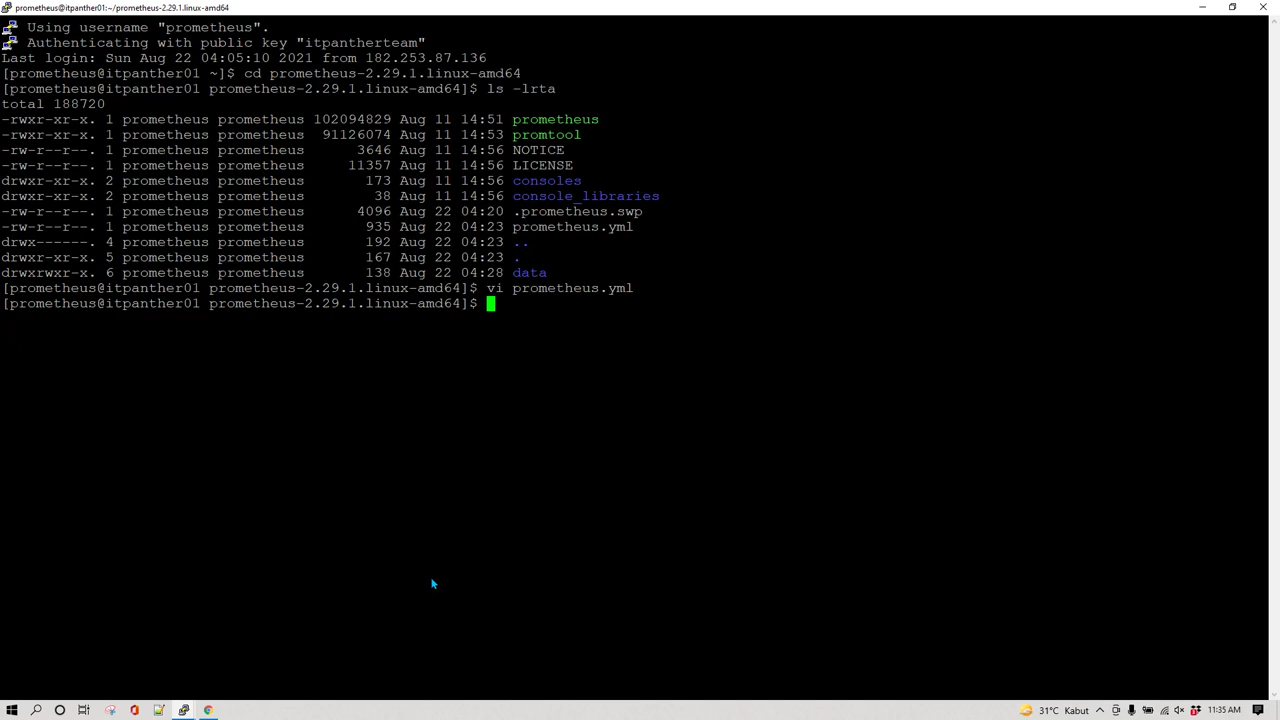 prometheus@itpanther01:~/prometheus-2.29.1.linux-amd64
Using username "prometheus".
Authenticating with public key "itpantherteam"
Last login: Sun Aug 22 04:05:10 2021 from 182.253.87.136
[prometheus@itpanther01 ~]$ cd prometheus-2.29.1.linux-amd64
[prometheus@itpanther01 prometheus-2.29.1.linux-amd64]$ ls -lrta
total 188720
-rwxr-xr-x. 1 prometheus prometheus 102094829 Aug 11 14:51 prometheus
-rwxr-xr-x. 1 prometheus prometheus 91126074 Aug 11 14:53 promtool
-rw-r--r--. 1 prometheus prometheus 3646 Aug 11 14:56 NOTICE
-rw-r--r--. 1 prometheus prometheus 11357 Aug 11 14:56 LICENSE
drwxr-xr-x. 2 prometheus prometheus 173 Aug 11 14:56 consoles
drwxr-xr-x. 2 prometheus prometheus 38 Aug 11 14:56 console_libraries
-rw-r--r--. 1 prometheus prometheus 4096 Aug 22 04:20 .prometheus.swp
-rw-r--r--. 1 prometheus prometheus 935 Aug 22 04:23 prometheus.yml
drwx------. 4 prometheus prometheus 192 Aug 22 04:23 ..
drwxr-xr-x. 5 prometheus prometheus 167 Aug 22 04:23 .
drwxrwxr-x. 6 prometheus prometheus 138 Aug 22 04:28 data
[prometheus@itpanther01 prometheus-2.29.1.linux-amd64]$ vi prometheus.yml
[prometheus@itpanther01 prometheus-2.29.1.linux-amd64]$
31°C Kabut
11:35 AM